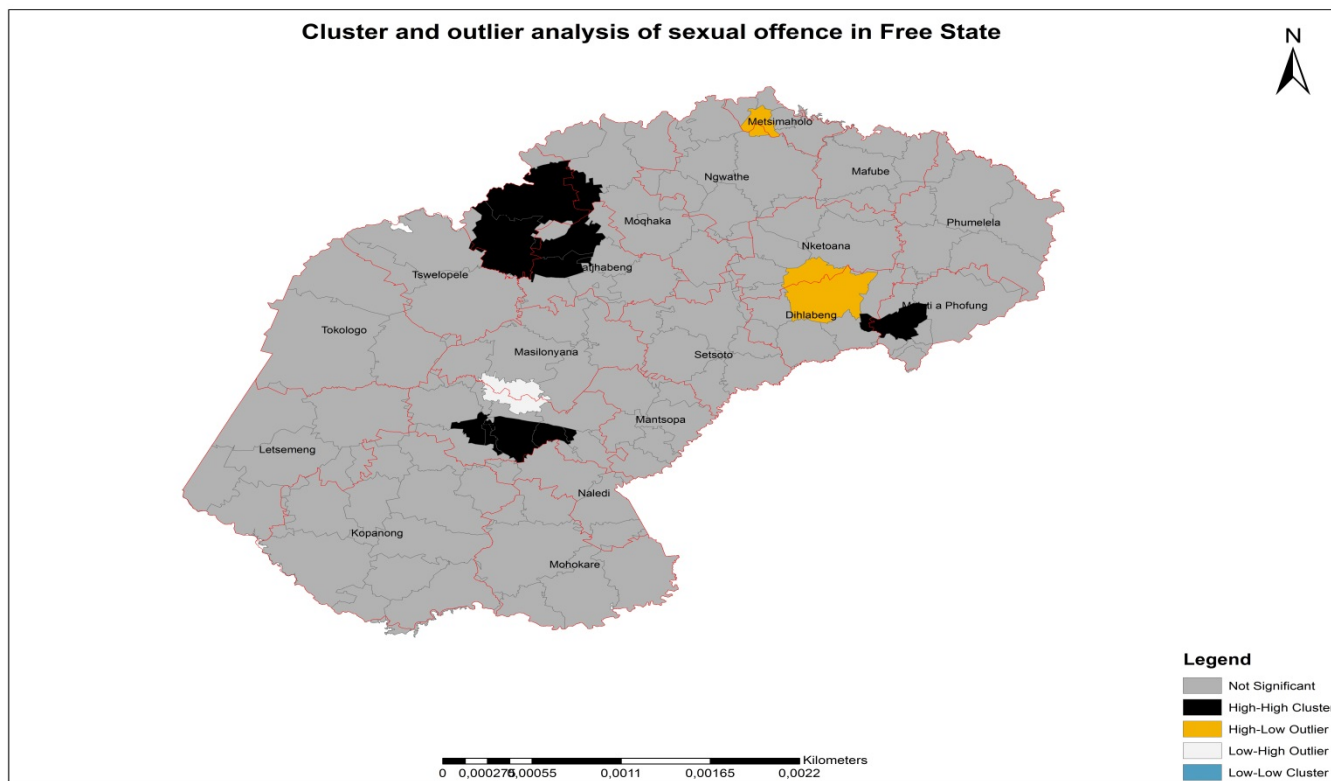 Cluster and outlier analysis of sexual offence in Free State
N
Metsimaholo
Ngwathe
Mafube
Moqhaka
Phumelela
Nketoana
Tswelopele
atjhabeng
Dihlabeng
Tokologo
Masilonyana
Setsoto
Mantsopa
Letsemeng
Naledi
Kopanong
Mohokare
Legend
Not Significant
High-High Cluster
High-Low Outlier
Low-High Outlier
Low-Low Cluster
Kilometers
0 0,00055 0,0011 0,00165 0,0022